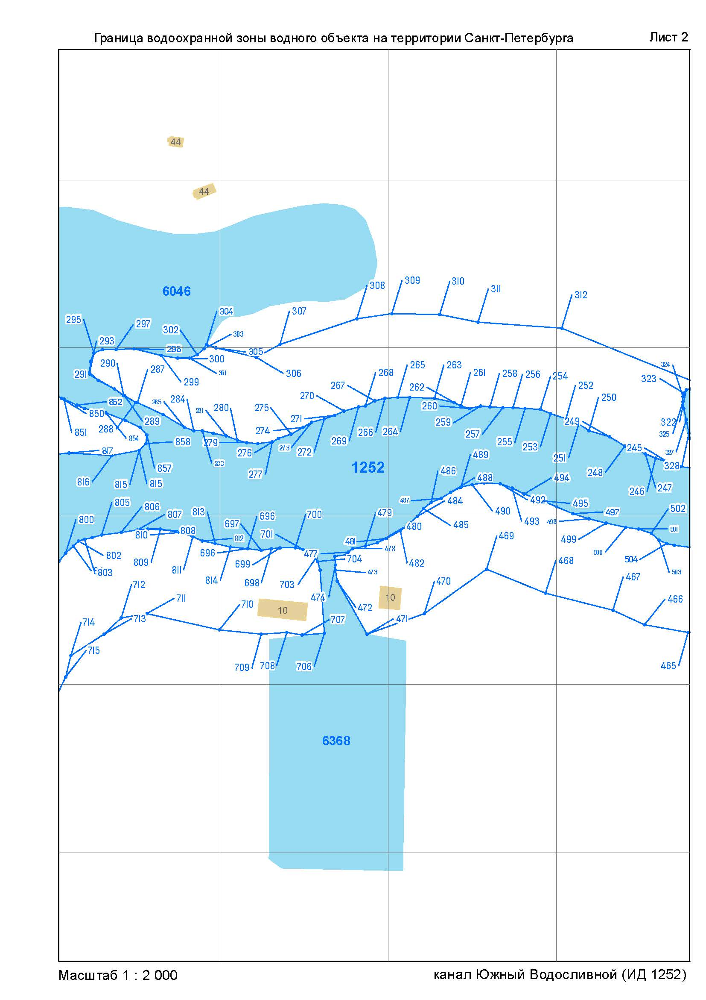 Граница водоохранной зоны водного объекта на территории Санкт-Петербурга Лист 2
44
44
6046
308 309 310 311 312
304 307
295 297 302 303
293 298 305
290 287 300 301 306
291 299
324 323
265 263 261 258 256 254 252 250
268 267 262
270 260
852 285 284 281 280 275
850 271 249
289 259 322
851 288 854 274 266 264 257 325
858 279 273 269 255 253 245
817 276 272 251 327
283 1252 489 328
857 277 486 248
816 815 815 488 494 246 247
805 806 813 487 484 492 495 502
800 807 697 696 700 479 490 497
810 808 701 480 485 493 498 501
812 481 469 499
802 696 477 478 500
809 699 704 482 468 504
803 811 814 698 703 473 503
712 470 467
711 474 10 466
710 10 472
714 713 707 471
715
709 708 706 465
6368
Масштаб 1 : 2 000 канал Южный Водосливной (ИД 1252)